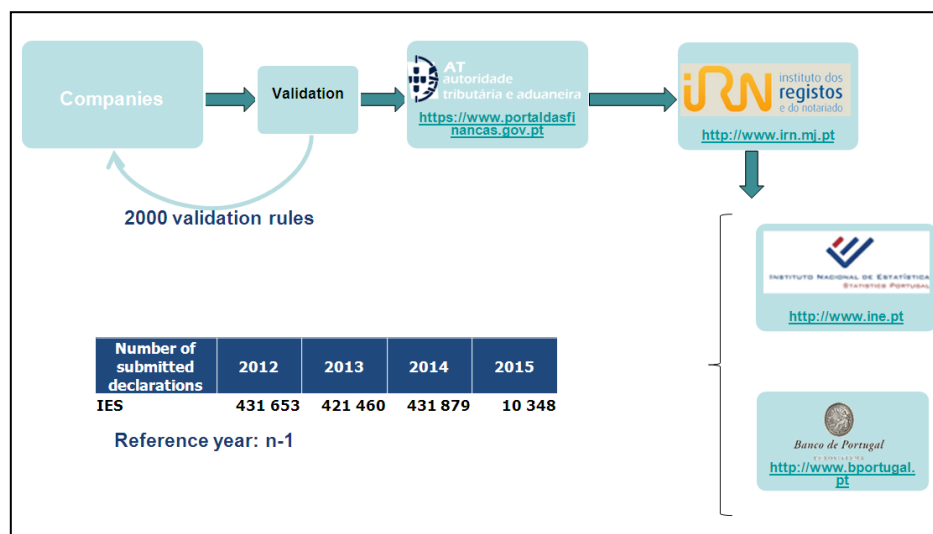 Companies
Validation
AT
autoridade
tributária e aduaneira
https://www.portaldasfi
nancas.gov.pt
iRN
instituto dos
registos
e do notariado
http://www.irn.mj.pt
2000 validation rules
INSTITUTO NACIONAL DE ESTATÍSTICA
STATISTICS PORTUGAL
http://www.ine.pt
Number of
submitted
declarations
2012 2013 2014 2015
IES 431 653 421 460 431 879 10 348
Reference year: n-1
Banco de Portugal
http://www.bportugal.
pt